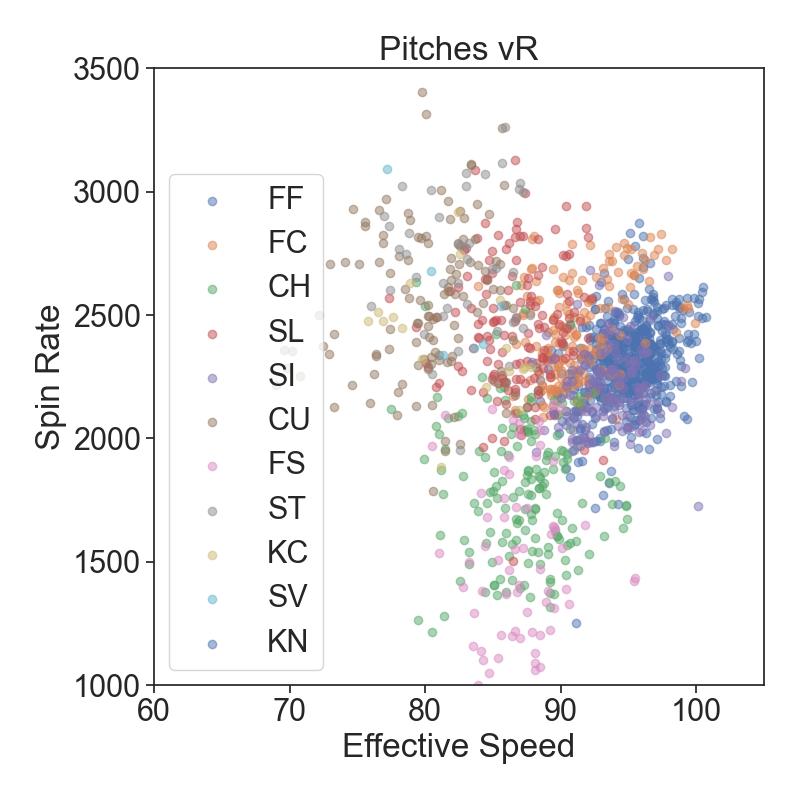 Pitches vR
3500
3000
2500
2000
1500
1000
Spin Rate
FF
FC
CH
SL
SI
CU
FS
ST
KC
SV
KN
60 70 80 90 100
Effective Speed